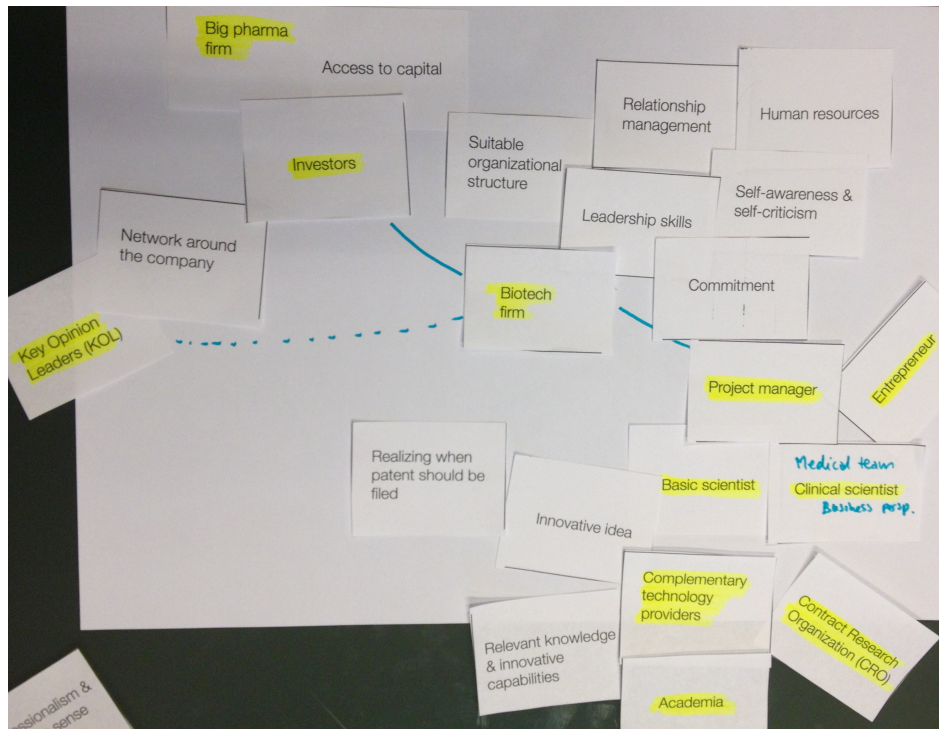 Big pharma
firm
Access to capital
Investors
Suitable
organizational
structure
Relationship
management
Human resources
Leadership skills
Self-awareness &
self-criticism
Network around
the company
Key Opinion
Leaders (KOL)
Biotech
firm
Commitment
Project manager
Entrepreneur
Realizing when
patent should be
filed
Innovative idea
Basic scientist
Medical team
Clinical scientist
Business persp.
Complementary
technology
providers
Contract Research
Organization (CRO)
Relevant knowledge
& innovative
capabilities
Academia
&
sense